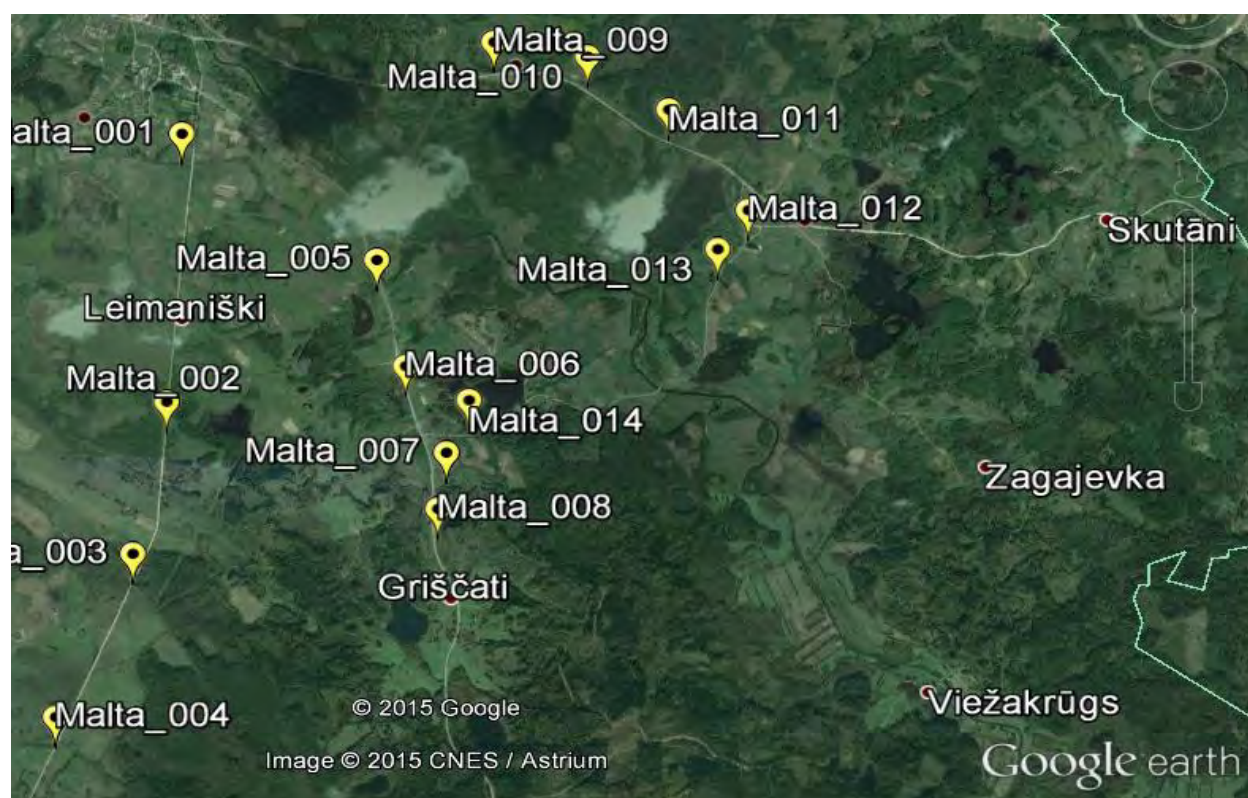 Malta_009
Malta_010
Malta_011
alta_001
Malta_012
Skutāni
Malta_005
Malta_013
Leimaniški
Malta_006
Malta_002
Malta_014
Malta_007
Zagajevka
Malta_008
a_003
Griščati
Viežakrūgs
Malta_004
© 2015 Google
Image © 2015 CNES / Astrium
Google earth